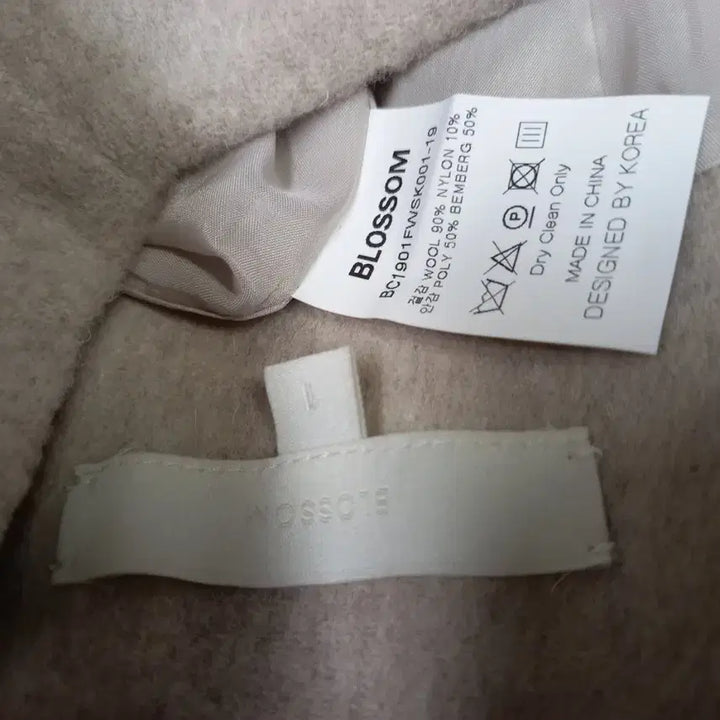 BLOSSOM
BC1901FWSK001-19
겉감 WOOL 90% NYLON 10%
안감 POLY 50% BEMBERG 50%
P
Dry Clean Only
MADE IN CHINA
DESIGNED BY KOREA
BLOSSOM